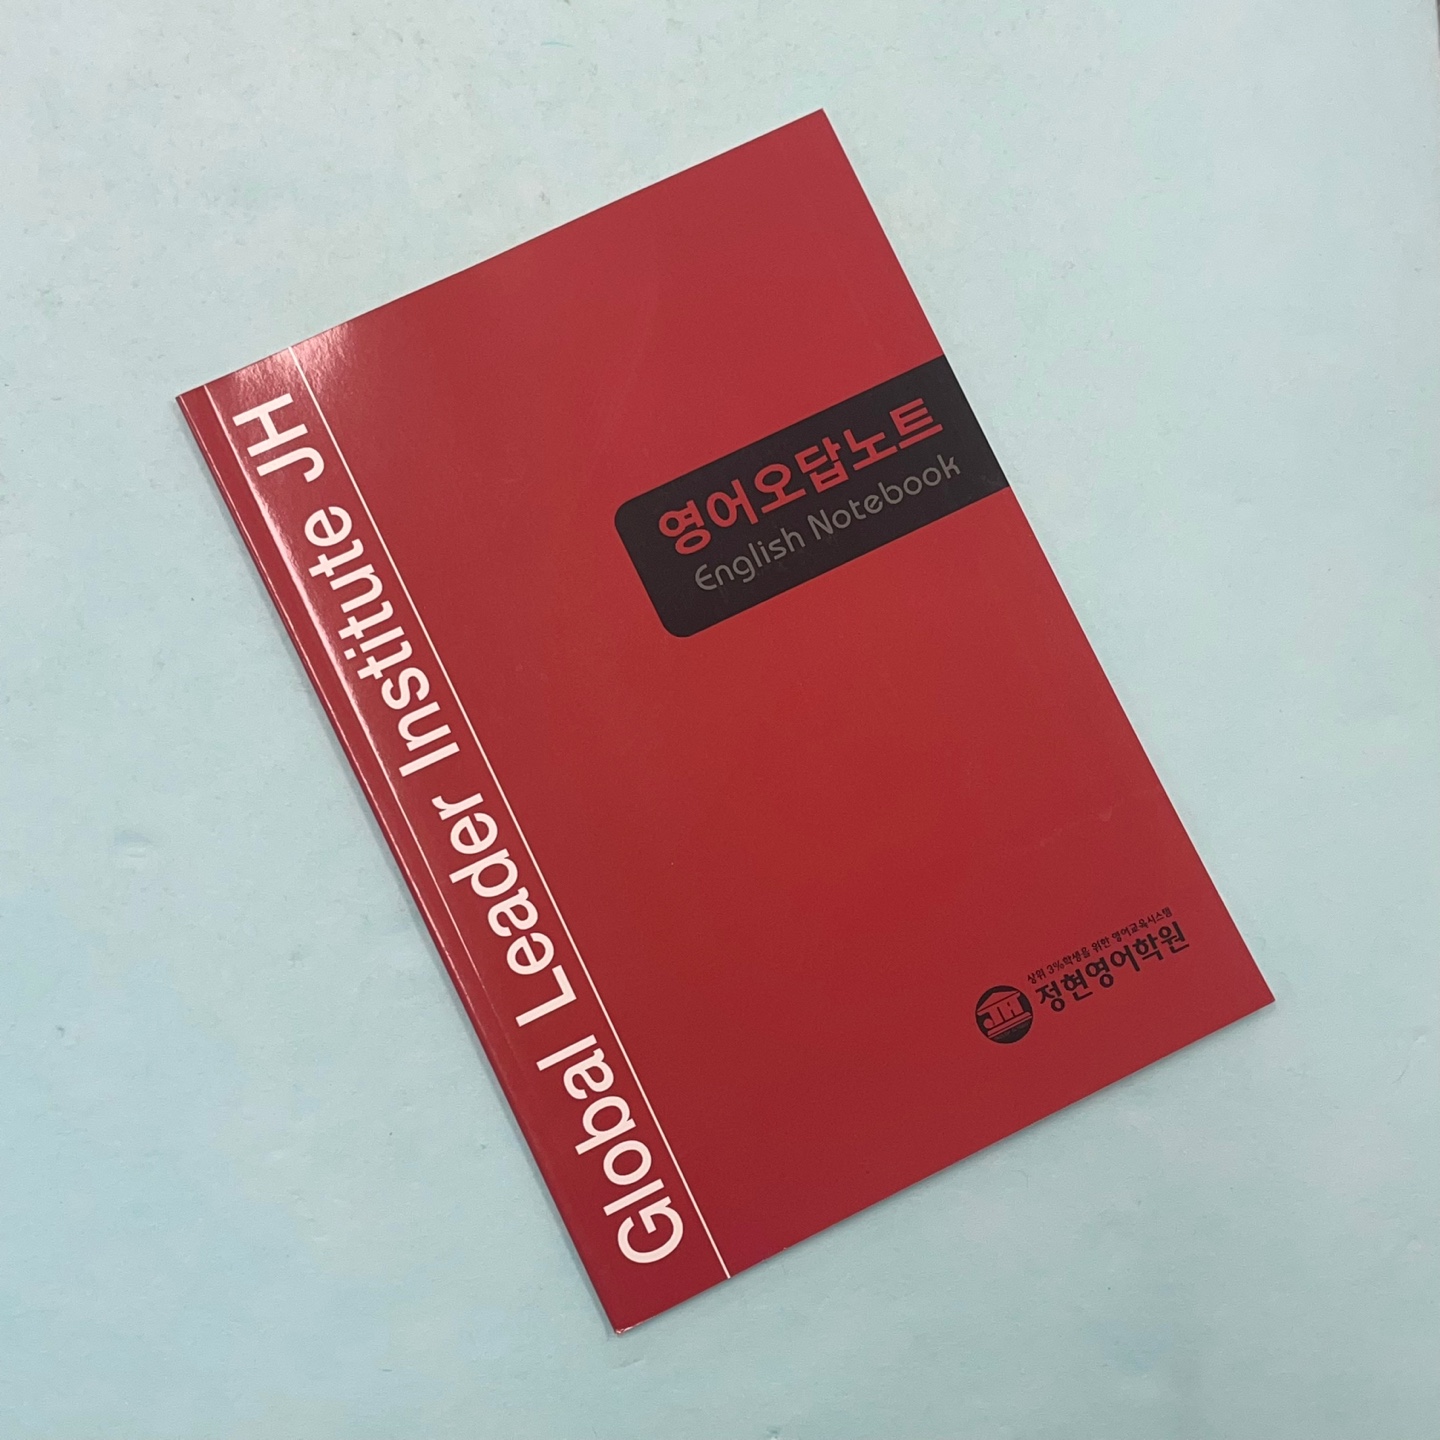 Global Leader Institute JH
영어오답노트
English Notebook
상위 3%학생을 위한 영어교육시스템
JH 정현영어학원